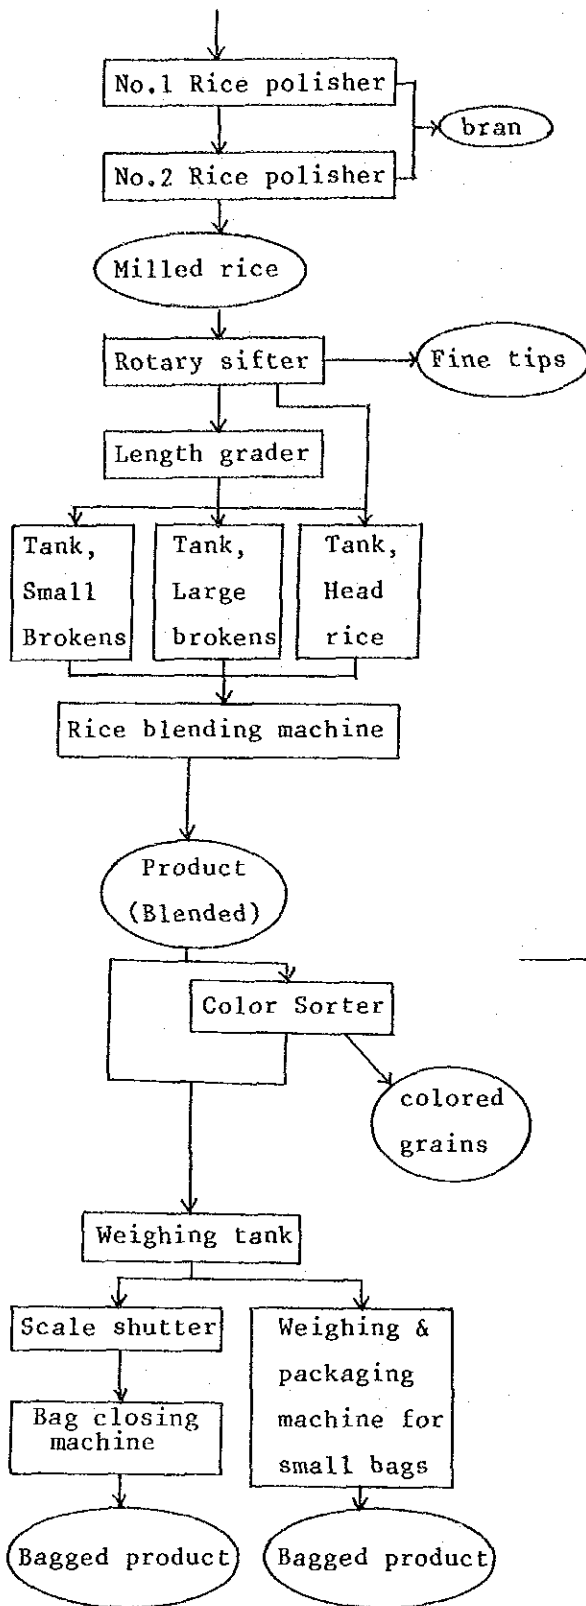 No.1 Rice polisher
bran
No.2 Rice polisher
Milled rice
Rotary sifter
Fine tips
Length grader
Tank,
Small
Brokens
Tank,
Large
brokens
Tank,
Head
rice
Rice blending machine
Product
(Blended)
Color Sorter
colored
grains
Weighing tank
Scale shutter
Weighing &
packaging
machine for
small bags
Bag closing
machine
Bagged product
Bagged product